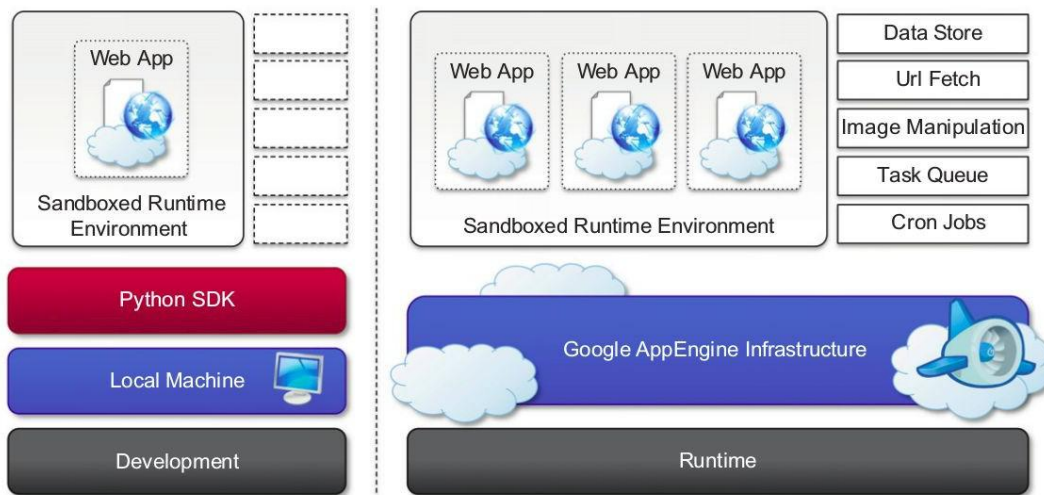 Web App
Sandboxed Runtime
Environment
Python SDK
Local Machine
Development
Web App
Web App
Web App
Sandboxed Runtime Environment
Data Store
Url Fetch
Image Manipulation
Task Queue
Cron Jobs
Google AppEngine Infrastructure
Runtime